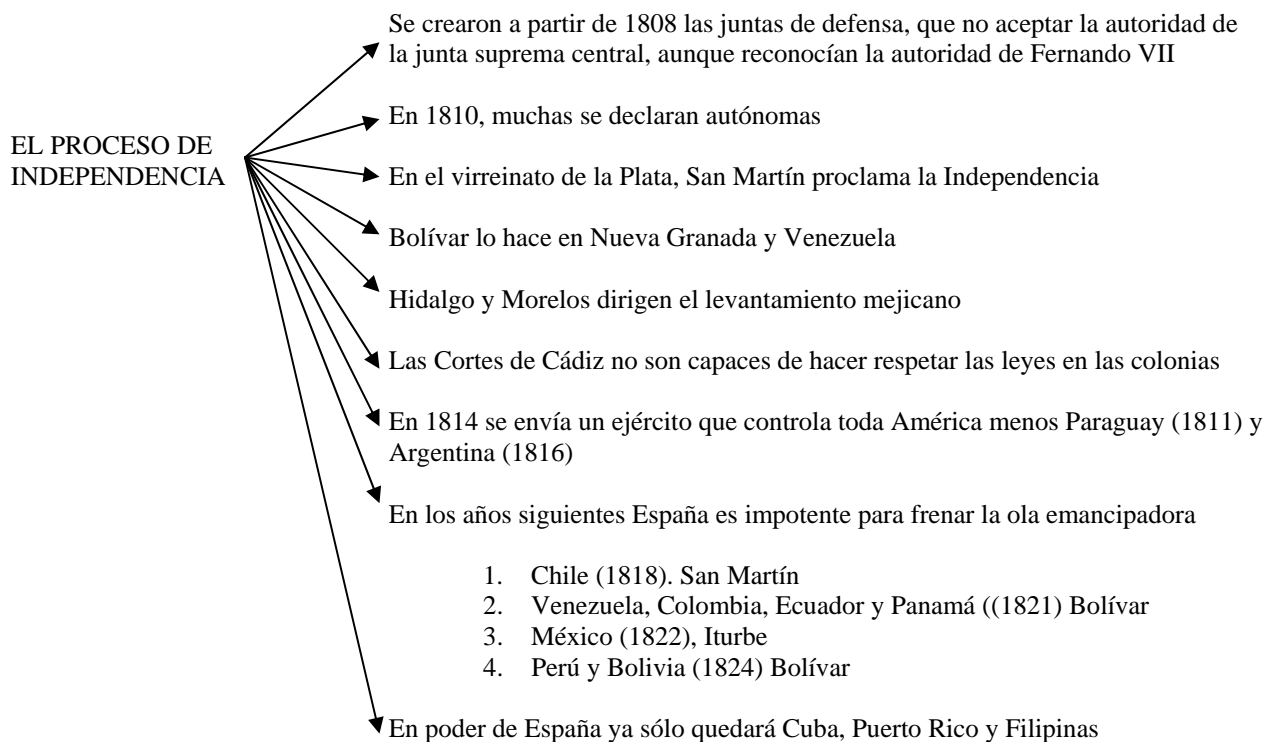 Se crearon a partir de 1808 las juntas de defensa, que no aceptar la autoridad de
la junta suprema central, aunque reconocían la autoridad de Fernando VII
En 1810, muchas se declaran autónomas
EL PROCESO DE
INDEPENDENCIA
En el virreinato de la Plata, San Martín proclama la Independencia
Bolívar lo hace en Nueva Granada y Venezuela
Hidalgo y Morelos dirigen el levantamiento mejicano
Las Cortes de Cádiz no son capaces de hacer respetar las leyes en las colonias
En 1814 se envía un ejército que controla toda América menos Paraguay (1811) y
Argentina (1816)
En los años siguientes España es impotente para frenar la ola emancipadora
1. Chile (1818). San Martín
2. Venezuela, Colombia, Ecuador y Panamá ((1821) Bolívar
3. México (1822), Iturbe
4. Perú y Bolivia (1824) Bolívar
En poder de España ya sólo quedará Cuba, Puerto Rico y Filipinas